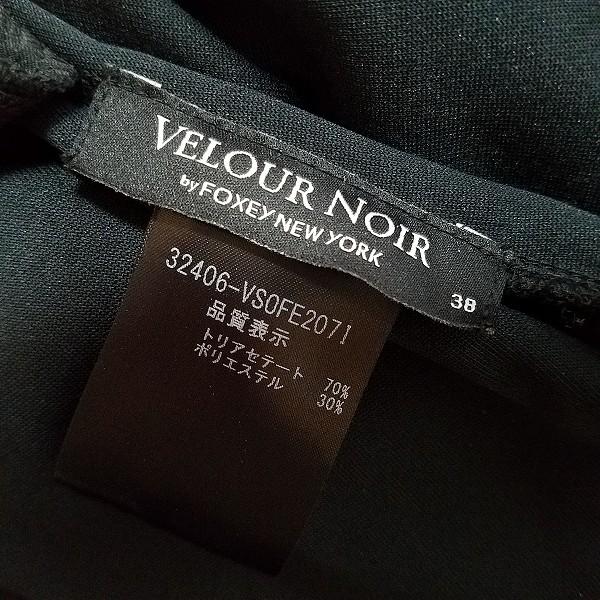 VELOUR NOIR
by FOXEY NEW YORK
38
32406-VSOFE207I
品質表示
トリアセテート 70%
ポリエステル 30%